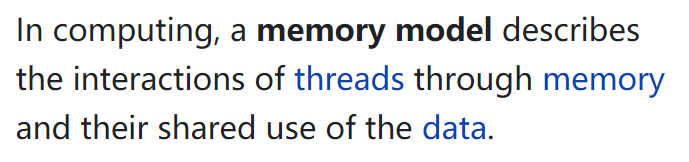 In computing, a memory model describes
the interactions of threads through memory
and their shared use of the data.